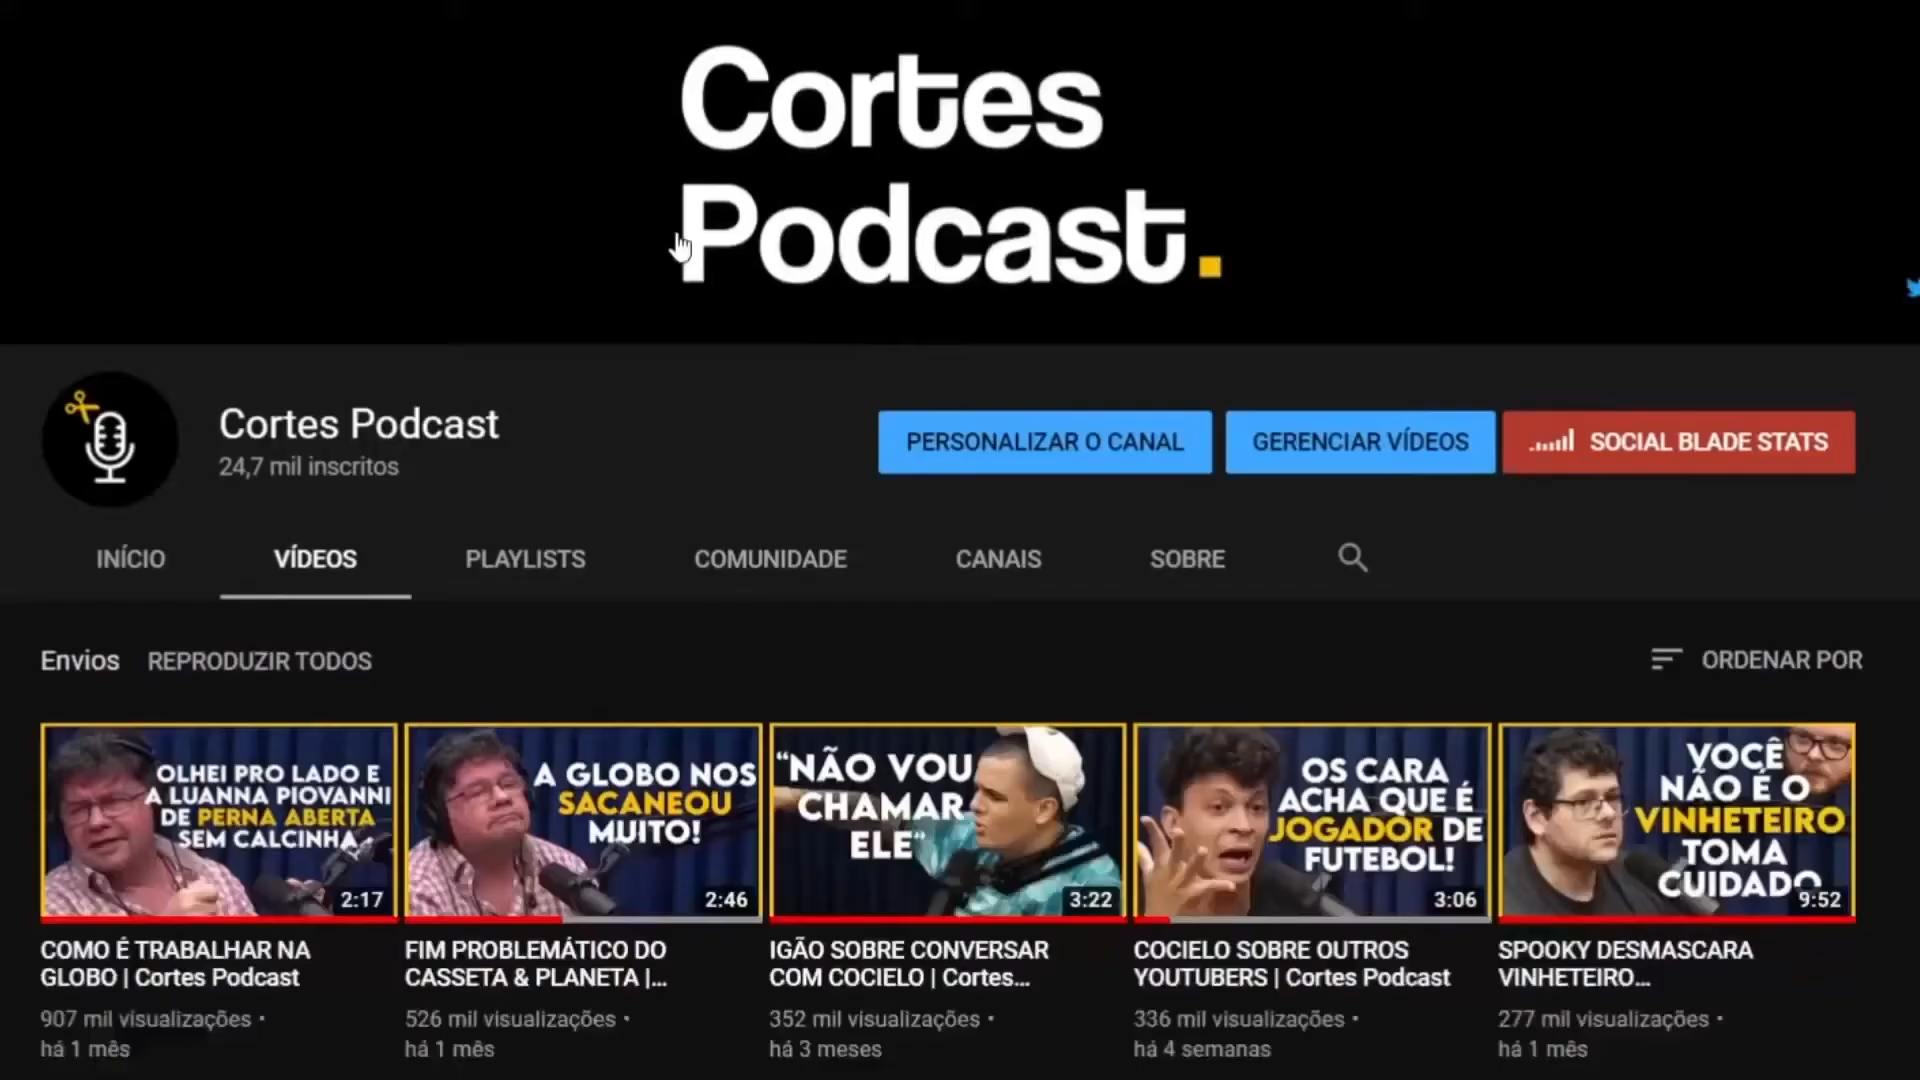 Cortes
Podcast.
Cortes Podcast
24,7 mil inscritos
PERSONALIZAR O CANAL
GERENCIAR VÍDEOS
SOCIAL BLADE STATS
INÍCIO
VÍDEOS
PLAYLISTS
COMUNIDADE
CANAIS
SOBRE
Envios
REPRODUZIR TODOS
ORDENAR POR
OLHEI PRO LADO E
A LUANNA PIOVANNI
DE PERNA ABERTA
SEM CALCINHA
2:17
COMO É TRABALHAR NA
GLOBO | Cortes Podcast
907 mil visualizações •
há 1 mês
A GLOBO NOS
SACANEOU
MUITO!
2:46
FIM PROBLEMÁTICO DO
CASSETA & PLANETA |...
526 mil visualizações •
há 1 mês
“NÃO VOU
CHAMAR
ELE”
3:22
IGÃO SOBRE CONVERSAR
COM COCIELO | Cortes...
352 mil visualizações •
há 3 meses
OS CARA
ACHA QUE É
JOGADOR DE
FUTEBOL!
3:06
COCIELO SOBRE OUTROS
YOUTUBERS | Cortes Podcast
336 mil visualizações •
há 4 semanas
VOCÊ
NÃO É O
VINHETEIRO
TOMA
CUIDADO
9:52
SPOOKY DESMASCARA
VINHETEIRO...
277 mil visualizações •
há 1 mês